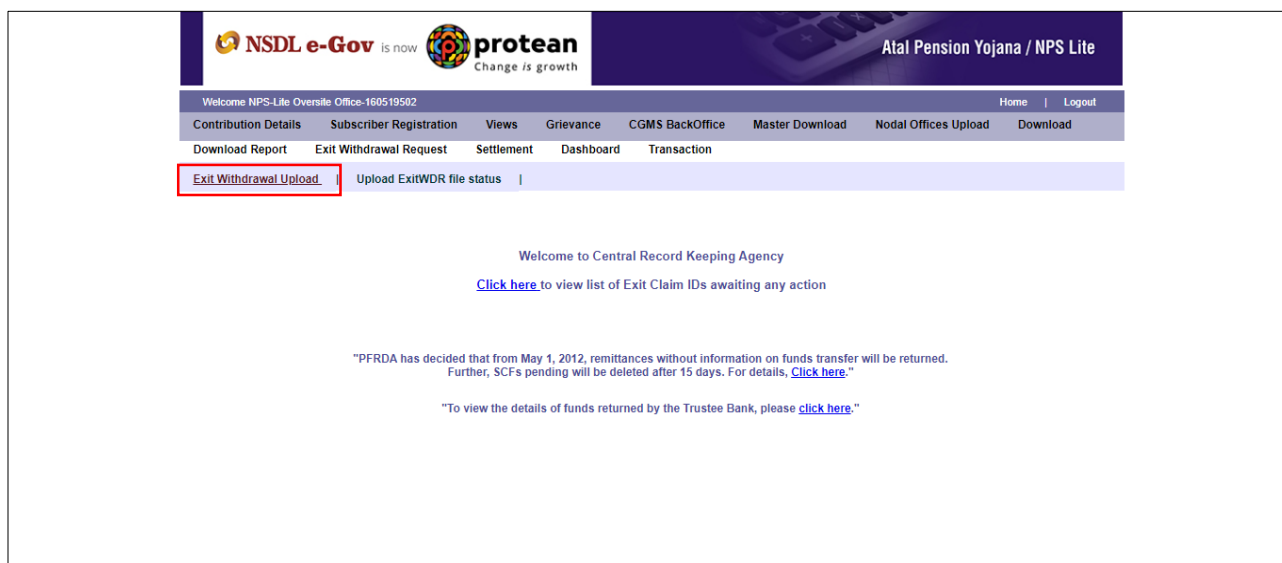 NSDL e-Gov is now protean
Change is growth
Atal Pension Yojana / NPS Lite
Welcome NPS-Lite Oversite Office-160519502 Home | Logout
Contribution Details Subscriber Registration Views Grievance CGMS BackOffice Master Download Nodal Offices Upload Download
Download Report Exit Withdrawal Request Settlement Dashboard Transaction
Exit Withdrawal Upload | Upload ExitWDR file status |
Welcome to Central Record Keeping Agency
Click here to view list of Exit Claim IDs awaiting any action
"PFRDA has decided that from May 1, 2012, remittances without information on funds transfer will be returned.
Further, SCFs pending will be deleted after 15 days. For details, Click here."
"To view the details of funds returned by the Trustee Bank, please click here."